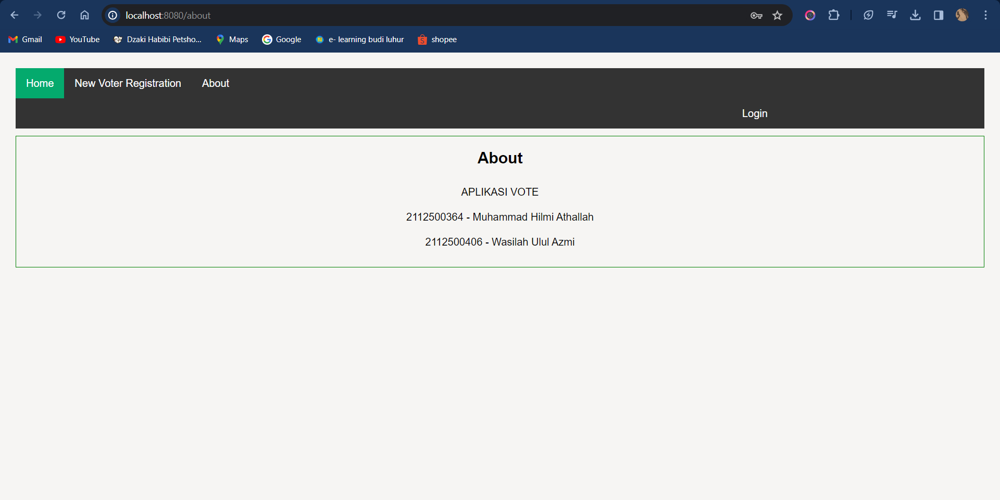 localhost:8080/about
Gmail YouTube Dzaki Habibi Petsho... Maps Google e- learning budi luhur shopee
Home New Voter Registration About
Login
About
APLIKASI VOTE
2112500364 - Muhammad Hilmi Athallah
2112500406 - Wasilah Ulul Azmi